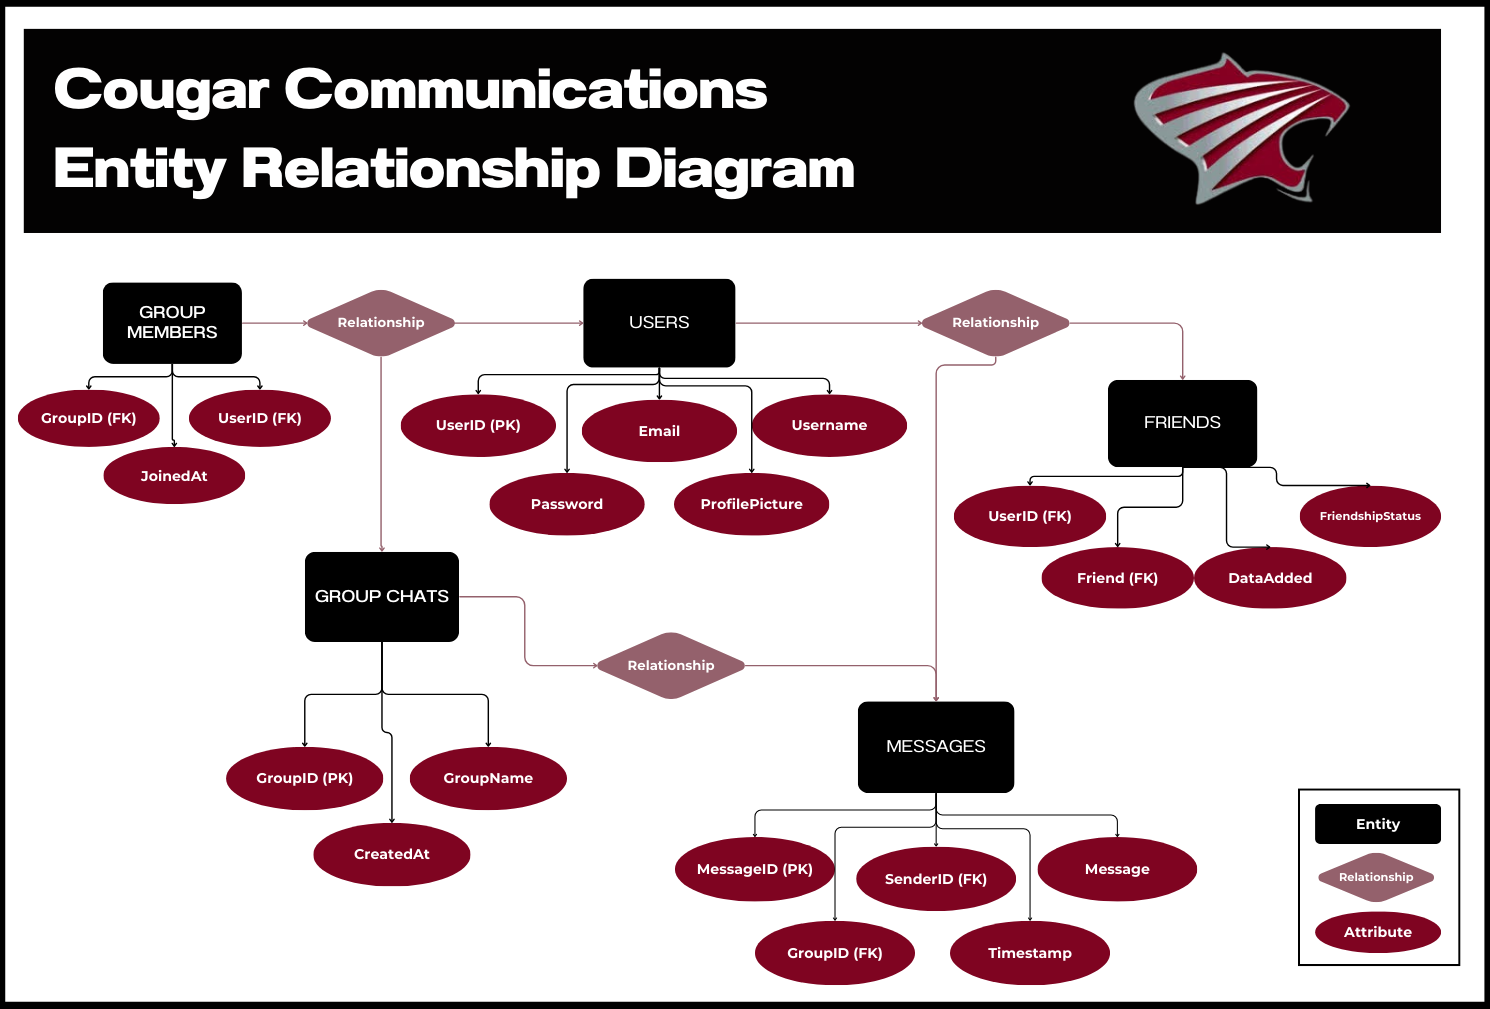 Cougar Communications
Entity Relationship Diagram
GROUP
MEMBERS
Relationship
USERS
Relationship
GroupID (FK)
UserID (FK)
JoinedAt
UserID (PK)
Email
Username
Password
ProfilePicture
FRIENDS
UserID (FK)
FriendshipStatus
Friend (FK)
DataAdded
GROUP CHATS
Relationship
GroupID (PK)
GroupName
CreatedAt
MESSAGES
MessageID (PK)
SenderID (FK)
Message
GroupID (FK)
Timestamp
Entity
Relationship
Attribute